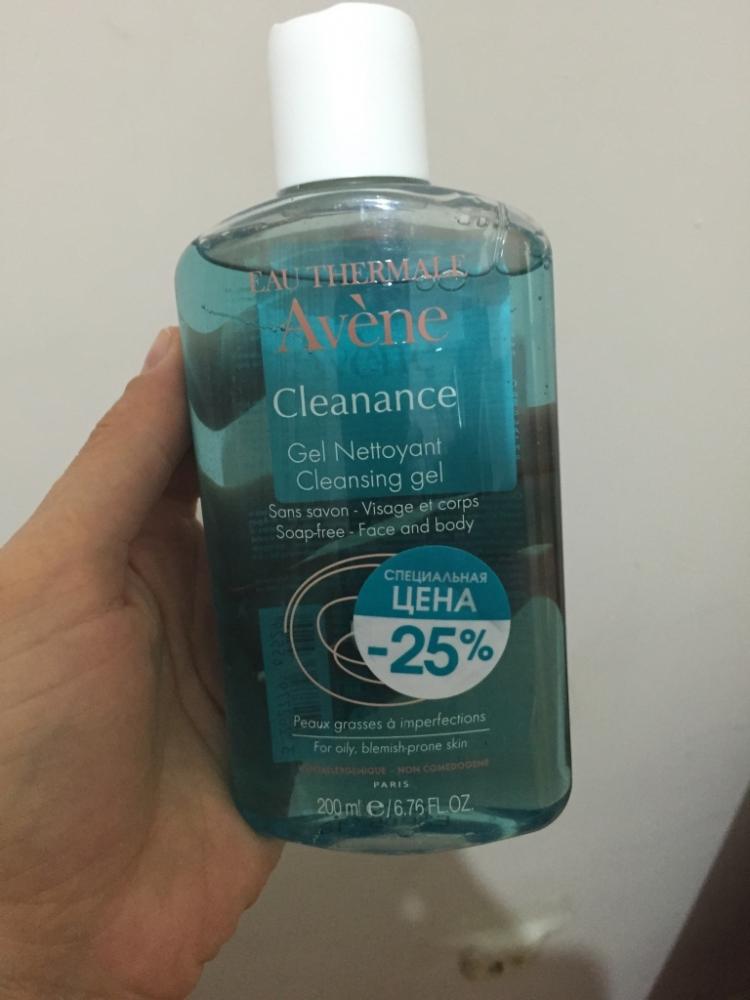 EAU THERMALE
Avène
Cleanance
Gel Nettoyant
Cleansing gel
Sans savon - Visage et corps
Soap-free - Face and body
СПЕЦИАЛЬНАЯ
ЦЕНА
-25%
Peaux grasses à imperfections
For oily, blemish-prone skin
HYPOALLERGÉNIQUE - NON COMÉDOGÈNE
PARIS
200 ml e / 6.76 FL.OZ.